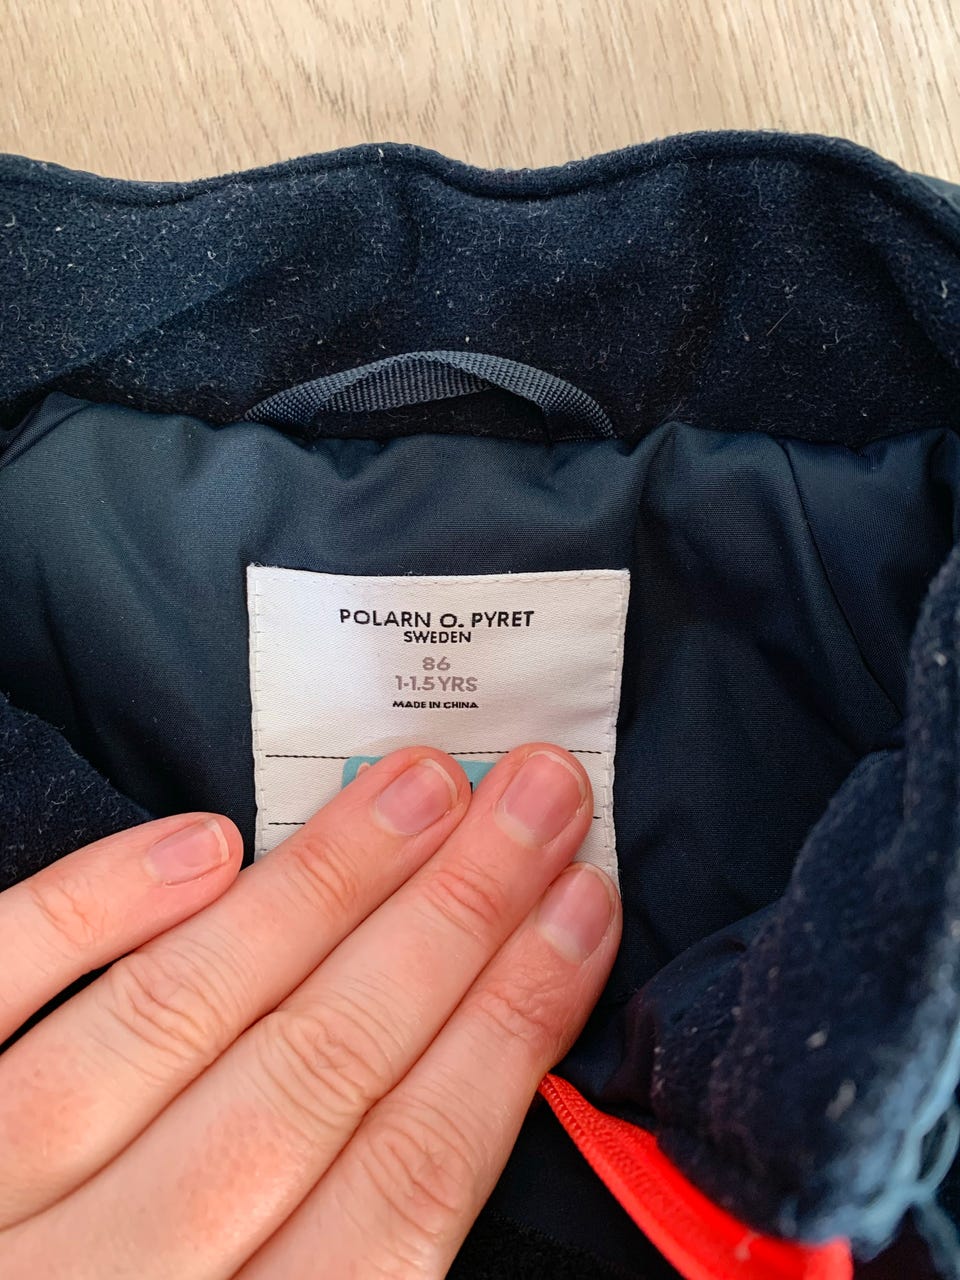 POLARN O. PYRET
SWEDEN
86
1-1.5 YRS
MADE IN CHINA